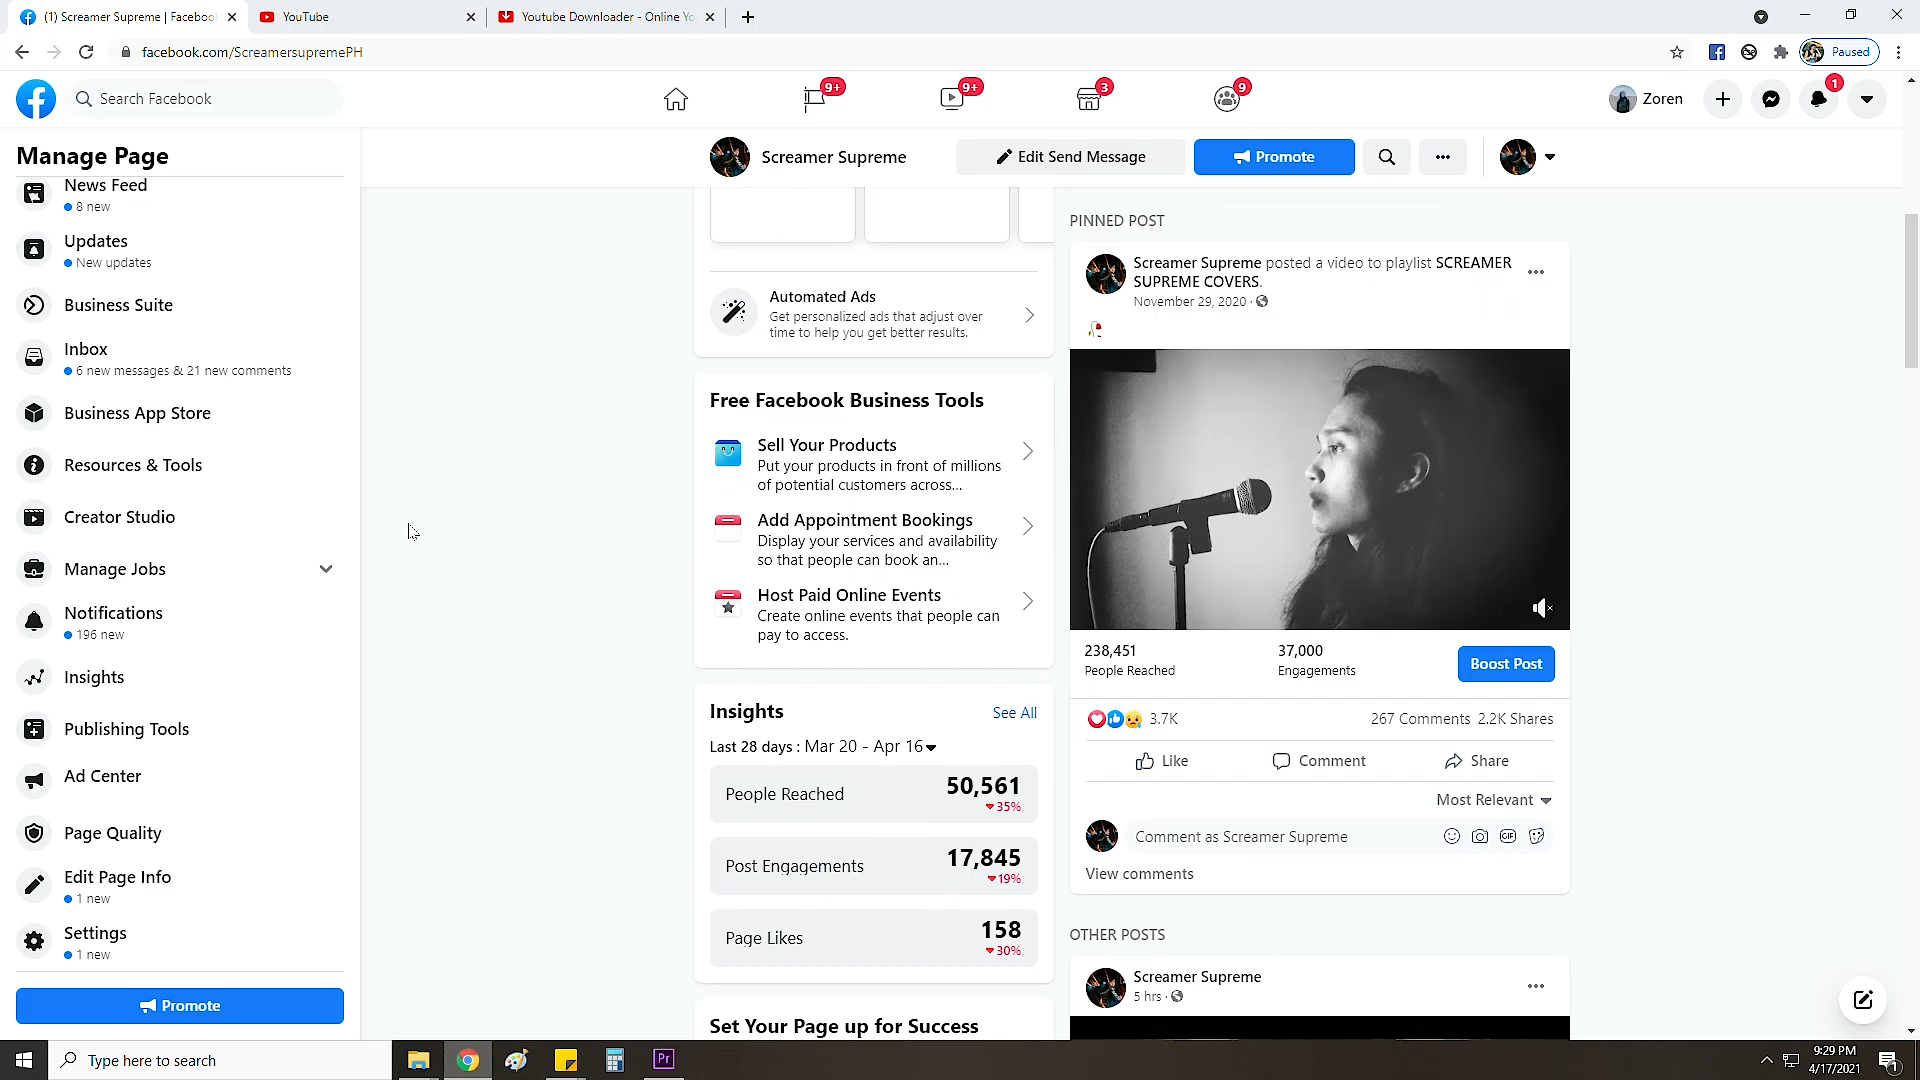 (1) Screamer Supreme | Faceboo
YouTube
Youtube Downloader - Online Yo
facebook.com/ScreamersupremePH
Paused
Search Facebook
9+
9+
3
9
Zoren
1
Manage Page
News Feed
8 new
Updates
New updates
Business Suite
Inbox
6 new messages & 21 new comments
Business App Store
Resources & Tools
Creator Studio
Manage Jobs
Notifications
196 new
Insights
Publishing Tools
Ad Center
Page Quality
Edit Page Info
1 new
Settings
1 new
Promote
Screamer Supreme
Edit Send Message
Promote
Automated Ads
Get personalized ads that adjust over
time to help you get better results.
Free Facebook Business Tools
Sell Your Products
Put your products in front of millions
of potential customers across...
Add Appointment Bookings
Display your services and availability
so that people can book an...
Host Paid Online Events
Create online events that people can
pay to access.
Insights
See All
Last 28 days : Mar 20 - Apr 16
People Reached
50,561
35%
Post Engagements
17,845
19%
Page Likes
158
30%
Set Your Page up for Success
PINNED POST
Screamer Supreme posted a video to playlist SCREAMER
SUPREME COVERS.
November 29, 2020 ·
238,451
People Reached
37,000
Engagements
Boost Post
3.7K
267 Comments 2.2K Shares
Like
Comment
Share
Most Relevant
Comment as Screamer Supreme
GIF
View comments
OTHER POSTS
Screamer Supreme
5 hrs ·
Type here to search
Pr
9:29 PM
4/17/2021
1